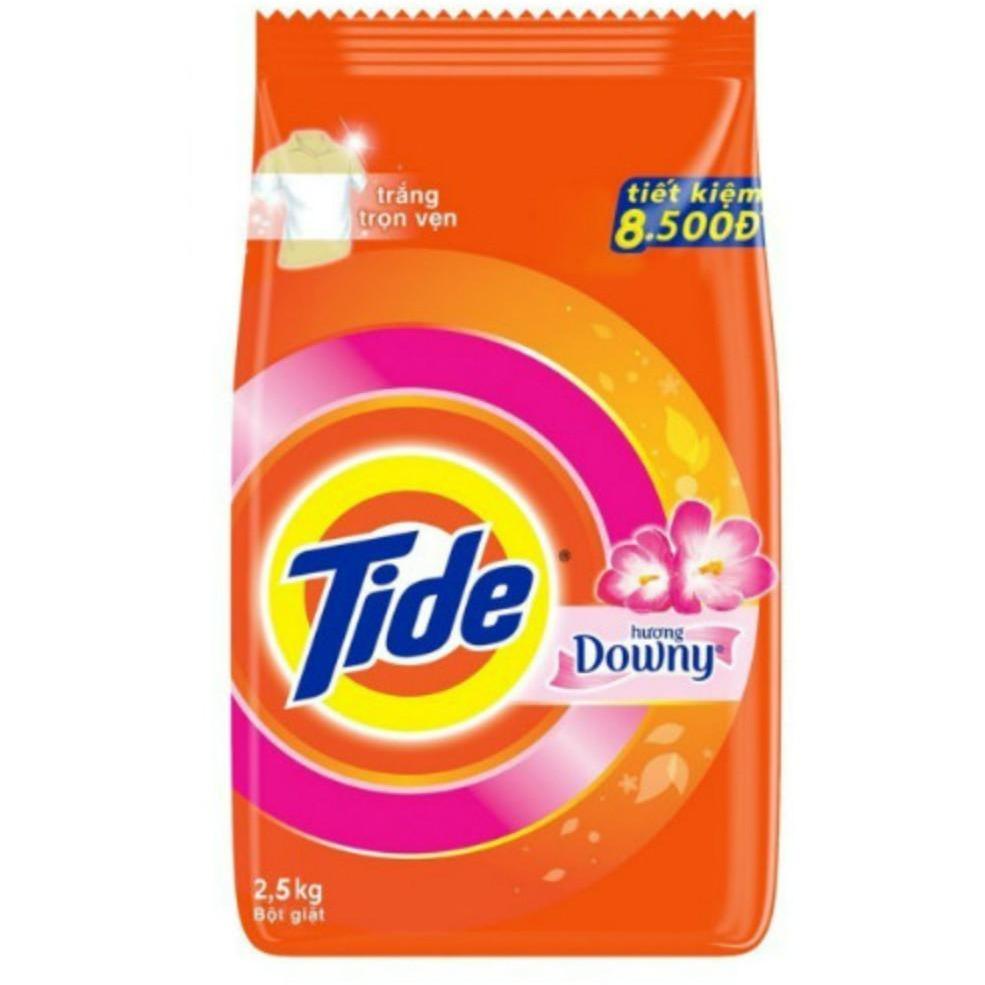 trắng
trọn vẹn
tiết kiệm
8.500Đ
Tide
®
hương
Downy®
2,5kg
Bột giặt